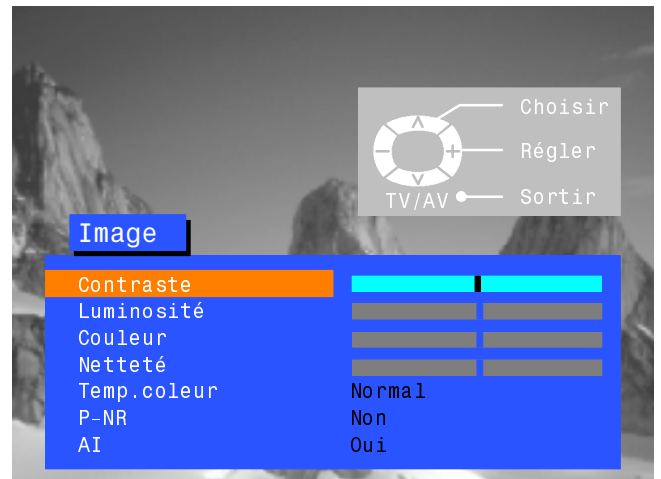 Choisir
Régler
TV/AV Sortir
Image
Contraste
Luminosité
Couleur
Netteté
Temp.coleur Normal
P-NR Non
AI Oui